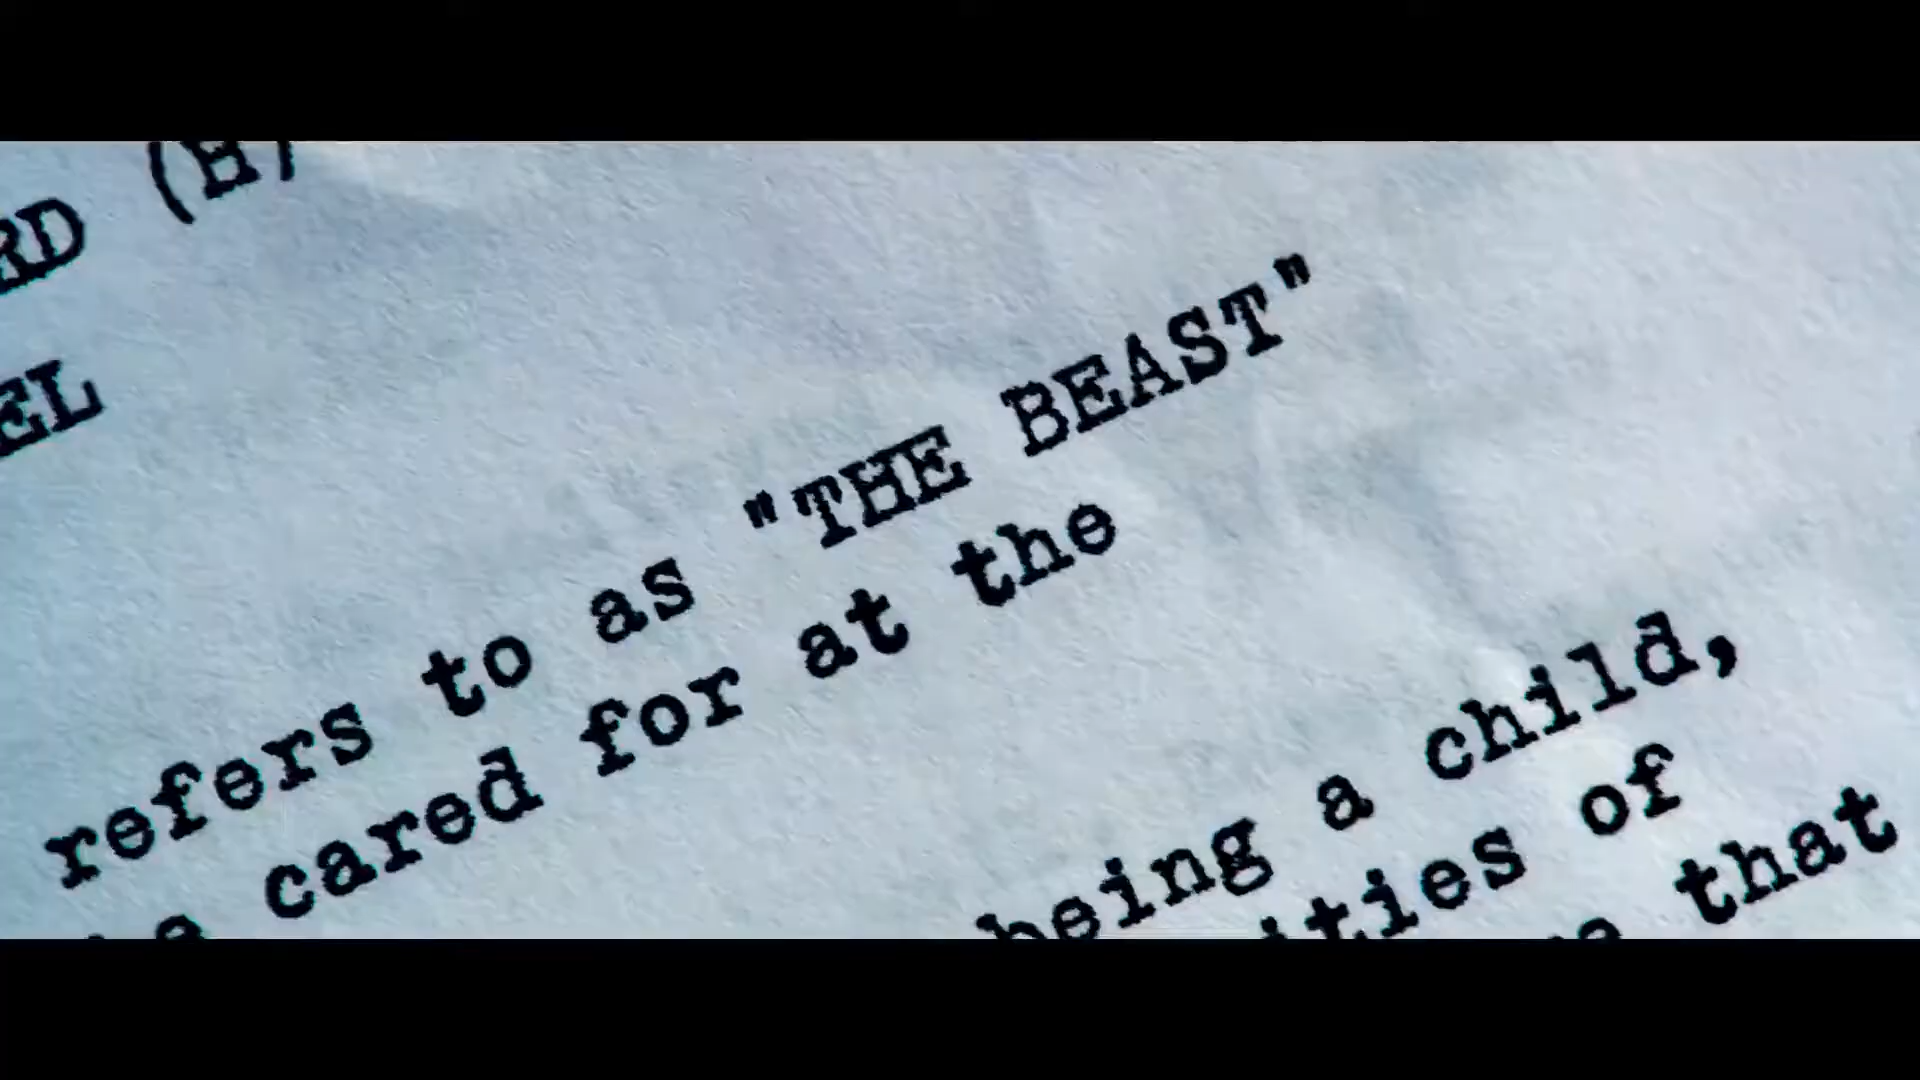 RD (H)
EL
refers to as "THE BEAST"
cared for at the
being a child,
ities of
that